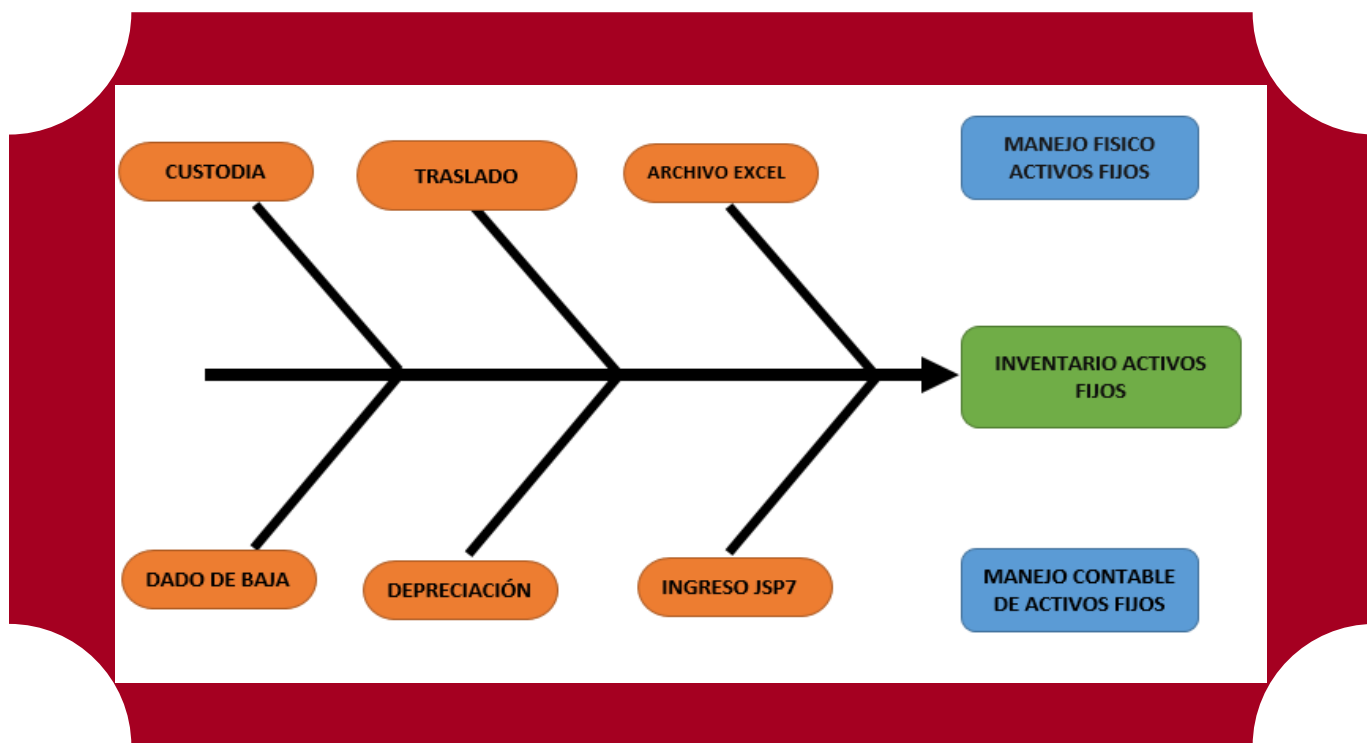 CUSTODIA
TRASLADO
ARCHIVO EXCEL
MANEJO FISICO
ACTIVOS FIJOS
INVENTARIO ACTIVOS
FIJOS
DADO DE BAJA
DEPRECIACIÓN
INGRESO JSP7
MANEJO CONTABLE
DE ACTIVOS FIJOS